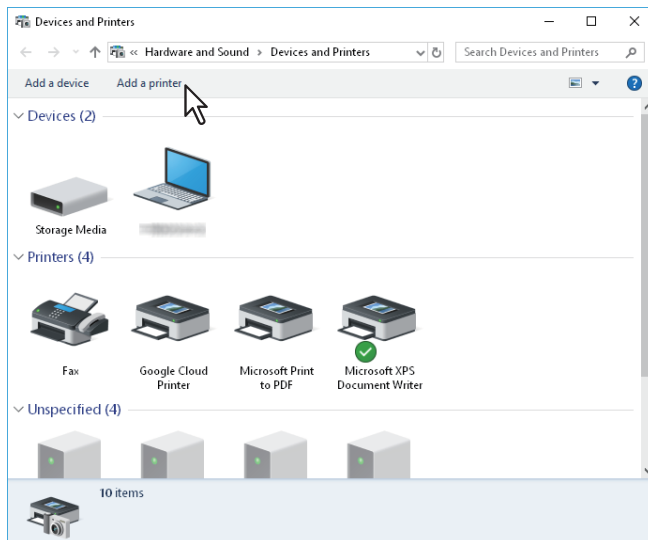 Devices and Printers
« Hardware and Sound > Devices and Printers
Search Devices and Printers
Add a device Add a printer
?
Devices (2)
Storage Media
Printers (4)
Fax
Google Cloud
Printer
Microsoft Print
to PDF
Microsoft XPS
Document Writer
Unspecified (4)
10 items